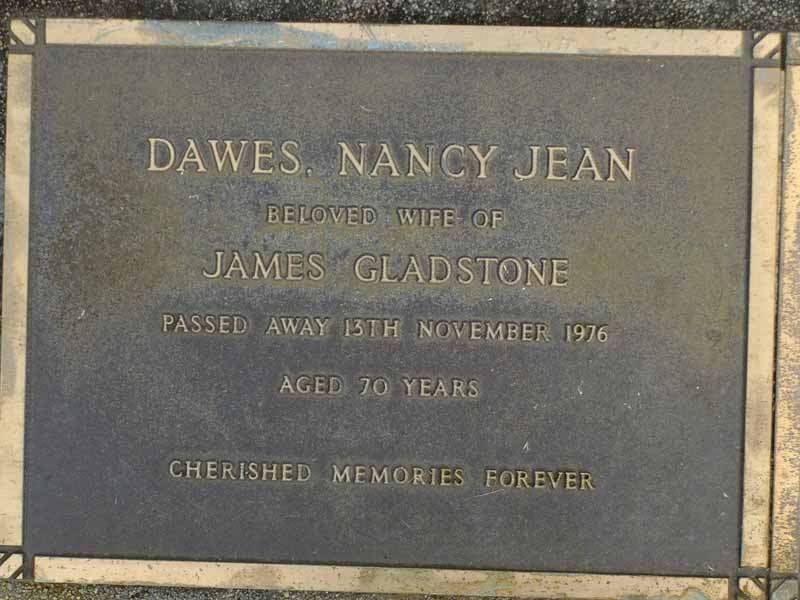 DAWES. NANCY JEAN
BELOVED WIFE OF
JAMES GLADSTONE
PASSED AWAY 13TH NOVEMBER 1976
AGED 70 YEARS
CHERISHED MEMORIES FOREVER